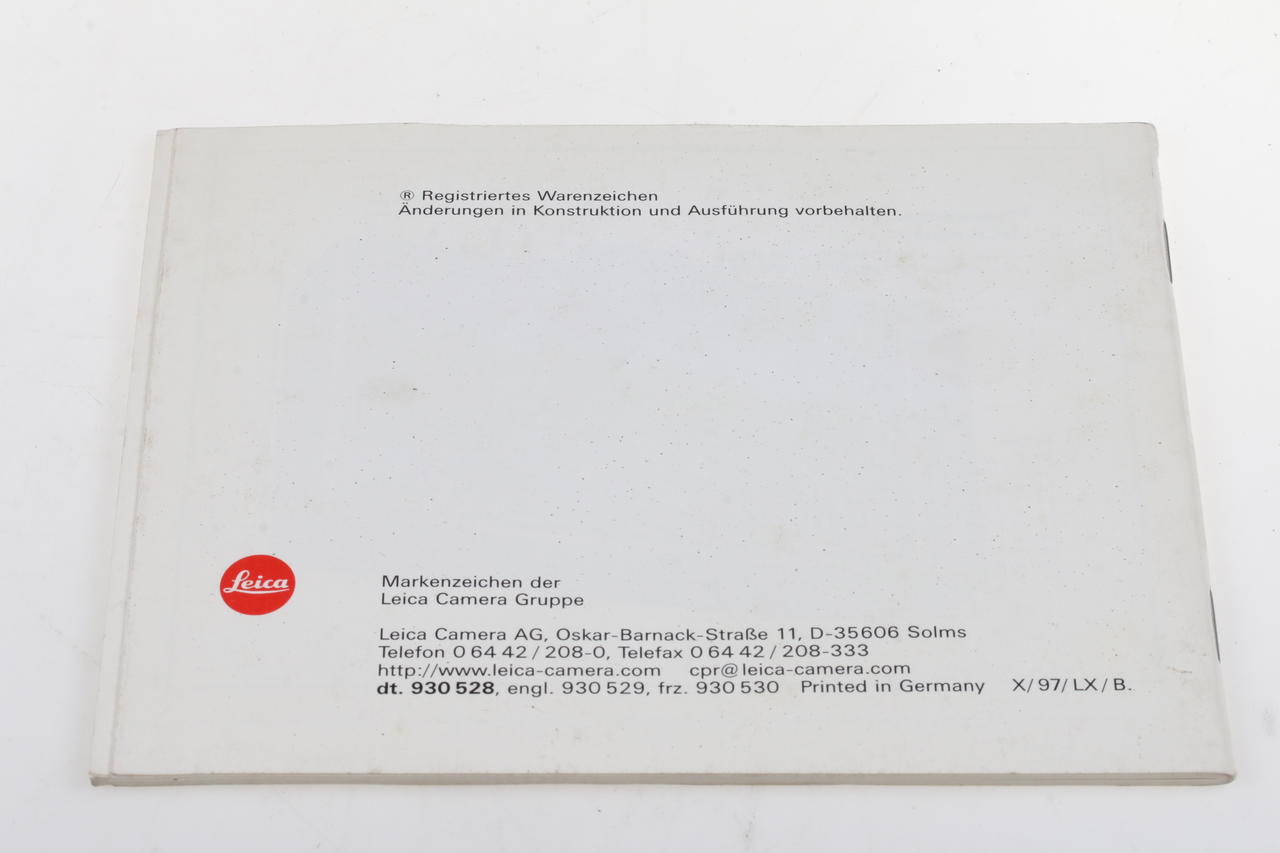 ® Registriertes Warenzeichen
Änderungen in Konstruktion und Ausführung vorbehalten.
Leica
Markenzeichen der
Leica Camera Gruppe
Leica Camera AG, Oskar-Barnack-Straße 11, D-35606 Solms
Telefon 0 64 42 / 208-0, Telefax 0 64 42 / 208-333
http://www.leica-camera.com cpr@leica-camera.com
dt. 930 528, engl. 930 529, frz. 930 530 Printed in Germany X/97/LX/B.